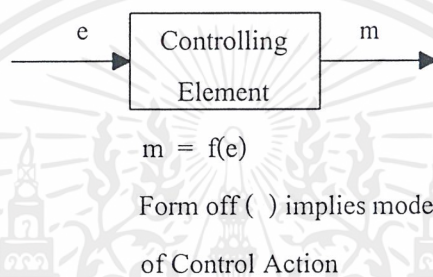 e
Controlling
m
Element
m = f(e)
Form off ( ) implies mode
of Control Action